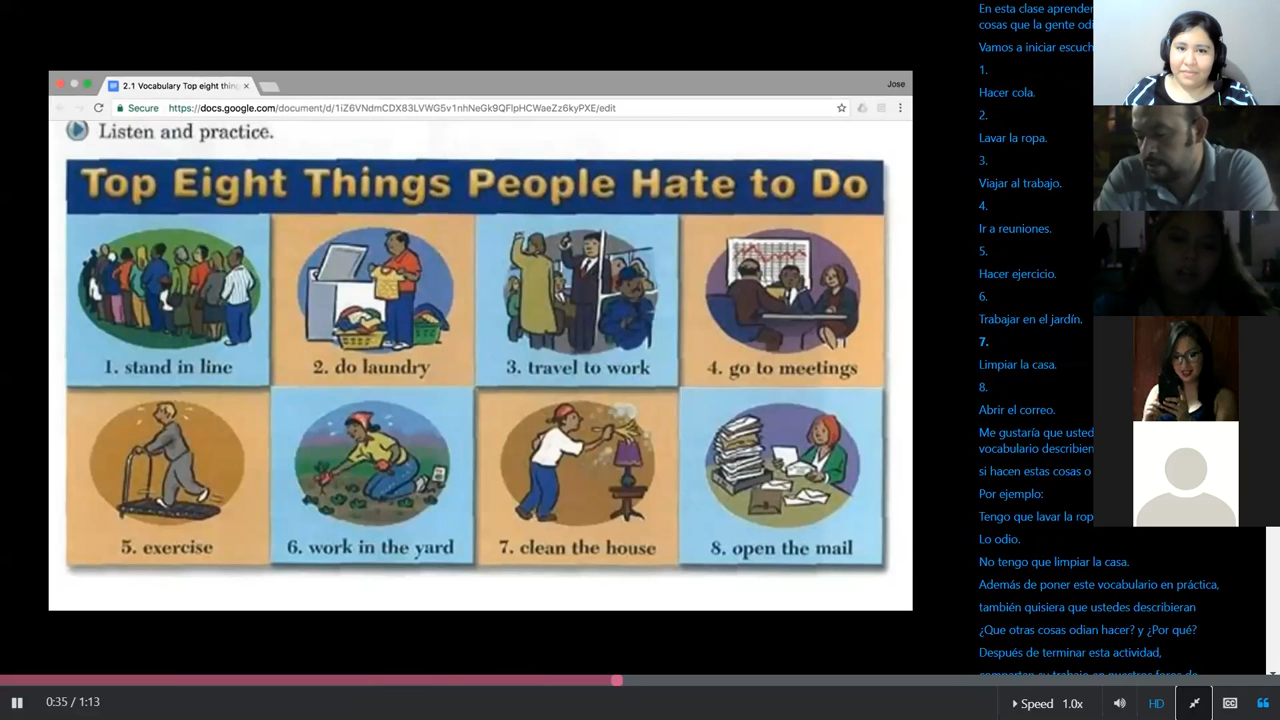 2.1 Vocabulary Top eight thing
Jose
Secure
https://docs.google.com/document/d/1iZ6VNdmCDX83LVWG5v1nhNeGk9QFlpHCWaeZz6kyPXE/edit
Listen and practice.
Top Eight Things People Hate to Do
1. stand in line
2. do laundry
3. travel to work
4. go to meetings
5. exercise
6. work in the yard
7. clean the house
8. open the mail
En esta clase aprender
cosas que la gente odi
Vamos a iniciar escuch
1.
Hacer cola.
2.
Lavar la ropa.
3.
Viajar al trabajo.
4.
Ir a reuniones.
5.
Hacer ejercicio.
6.
Trabajar en el jardín.
7.
Limpiar la casa.
8.
Abrir el correo.
Me gustaría que usted
vocabulario describien
si hacen estas cosas o
Por ejemplo:
Tengo que lavar la rop
Lo odio.
No tengo que limpiar la casa.
Además de poner este vocabulario en práctica,
también quisiera que ustedes describieran
¿Que otras cosas odian hacer? y ¿Por qué?
Después de terminar esta actividad,
0:35 / 1:13
Speed 1.0x
HD
CC